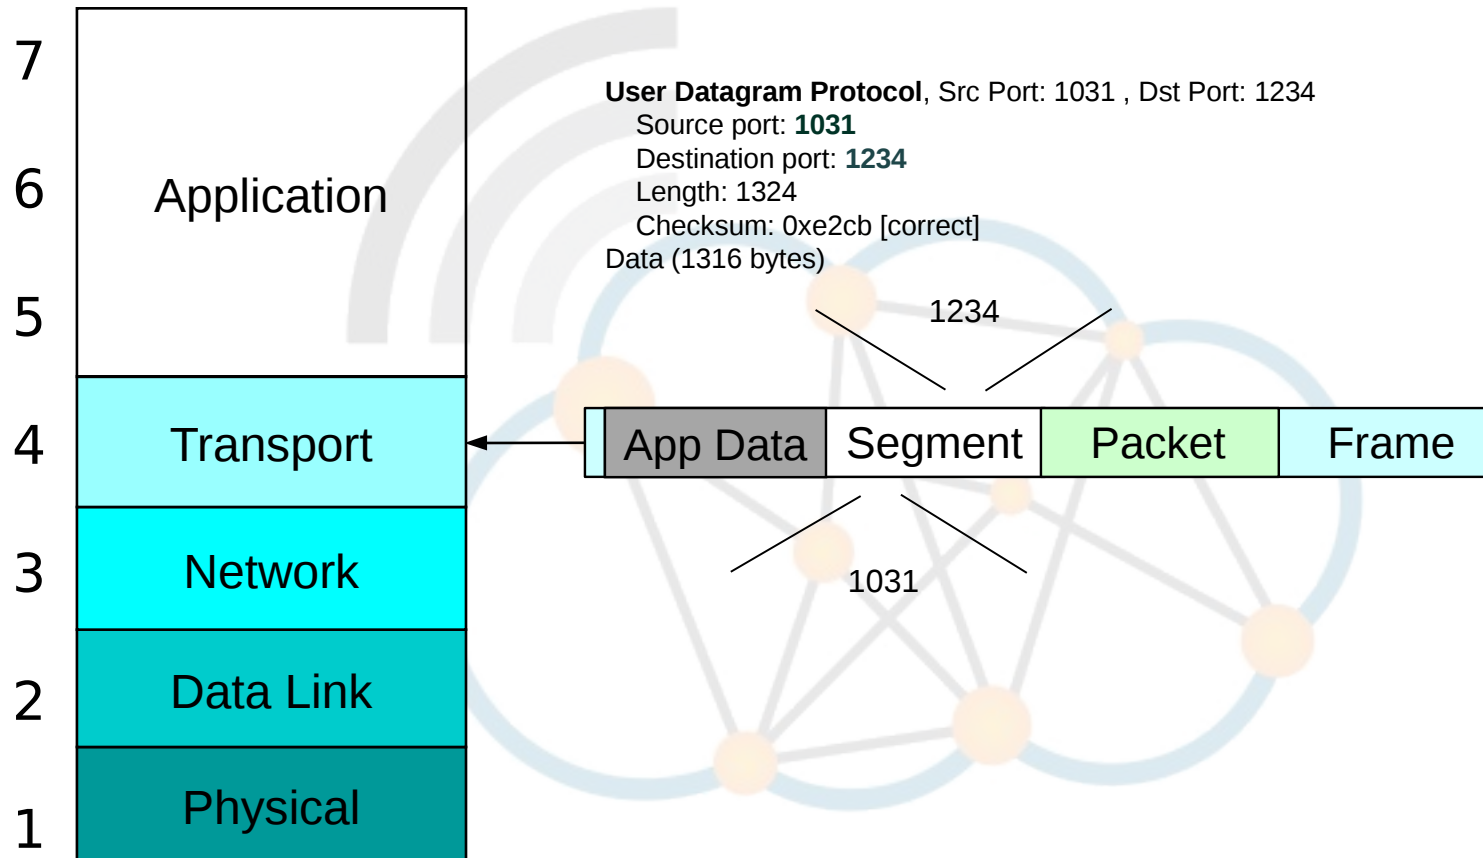 7
User Datagram Protocol, Src Port: 1031 , Dst Port: 1234
Source port: 1031
Destination port: 1234
6
Application
Length: 1324
Checksum: 0xe2cb [correct]
Data (1316 bytes)
5
1234
4
Transport
App Data
Segment
Packet
Frame
3
Network
1031
2
Data Link
Physical
1